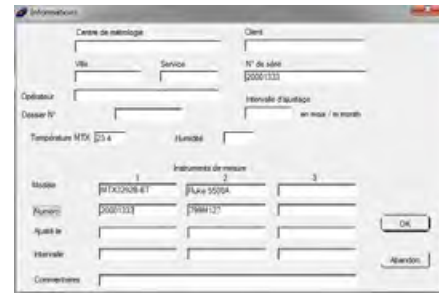 Informations
Centre de métrologie Client
Ville Service N° de série
20001333
Opérateur Intervalle d'ajustage
Dossier N° en mois / in month
Température MTX 23.4 Humidité
Instruments de mesure
1 2 3
Modèle MTX3292B-BT Fluke 5500A
Numéro 20001333
Ajusté le OK
Intervalle
Abandon
Commentaires